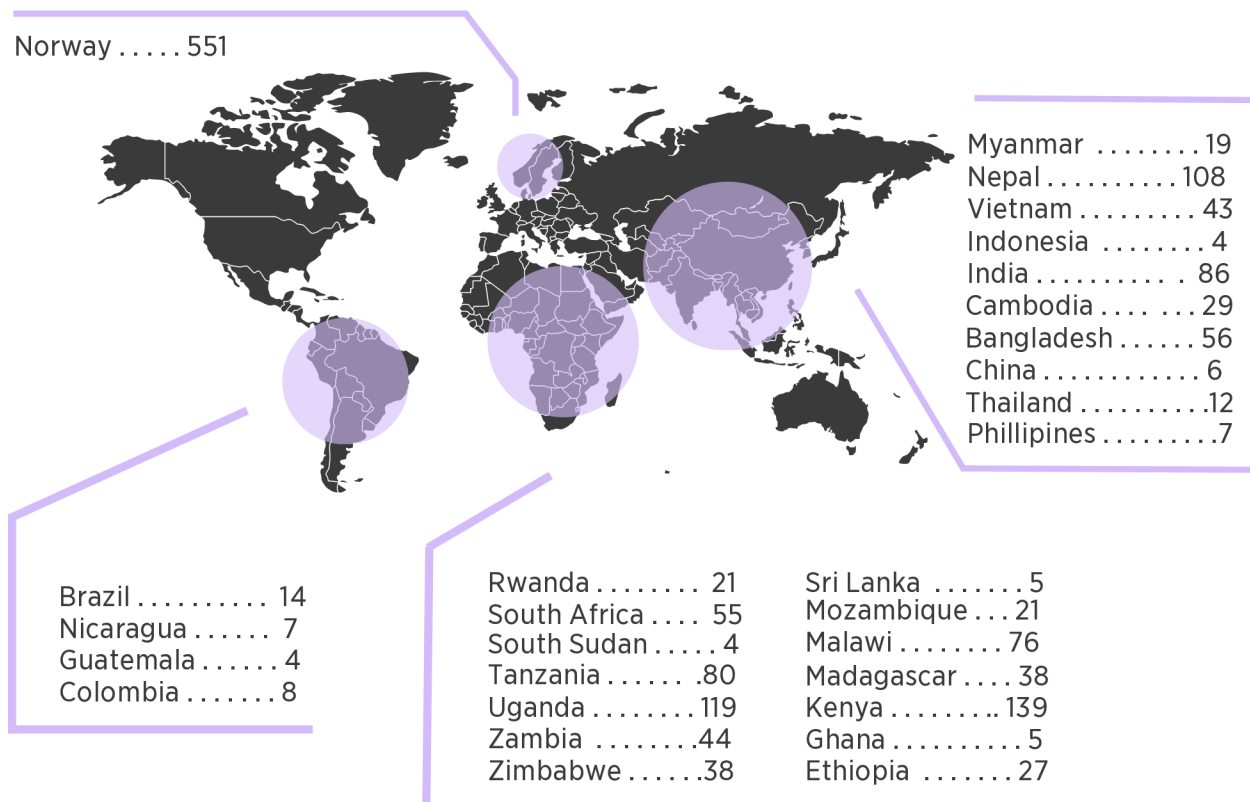 Norway . . . . . 551
Myanmar . . . . . . . . 19
Nepal . . . . . . . . . . 108
Vietnam . . . . . . . . . 43
Indonesia . . . . . . . . 4
India . . . . . . . . . . . 86
Cambodia . . . . . . . 29
Bangladesh . . . . . . 56
China . . . . . . . . . . . . 6
Thailand . . . . . . . . . .12
Phillipines . . . . . . . . .7
Brazil . . . . . . . . . . 14
Nicaragua . . . . . . 7
Guatemala . . . . . . 4
Colombia . . . . . . . 8
Rwanda . . . . . . . . 21
South Africa . . . . 55
South Sudan . . . . . 4
Tanzania . . . . . . .80
Uganda . . . . . . . . 119
Zambia . . . . . . . .44
Zimbabwe . . . . . .38
Sri Lanka . . . . . . . 5
Mozambique . . . 21
Malawi . . . . . . . . 76
Madagascar . . . . 38
Kenya . . . . . . . .. 139
Ghana . . . . . . . . . . 5
Ethiopia . . . . . . . 27